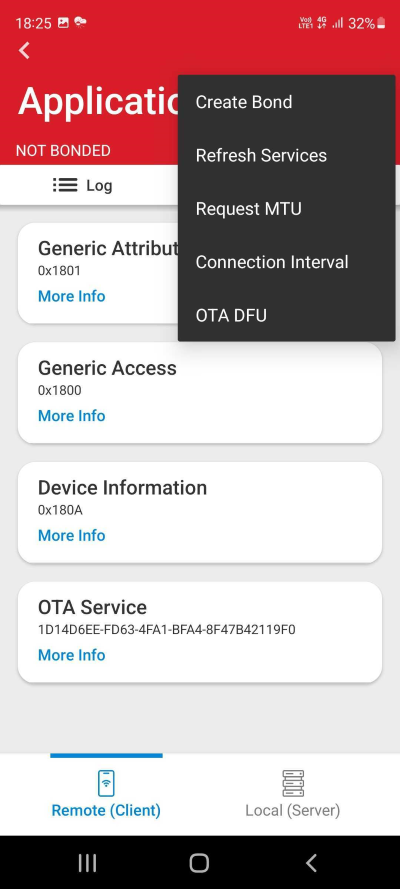 18:25
Vo)) LTE1 4G 32%
Applicatio
NOT BONDED
Create Bond
Refresh Services
Request MTU
Connection Interval
OTA DFU
Log
Generic Attribut
0x1801
More Info
Generic Access
0x1800
More Info
Device Information
0x180A
More Info
OTA Service
1D14D6EE-FD63-4FA1-BFA4-8F47B42119F0
More Info
Remote (Client)
Local (Server)